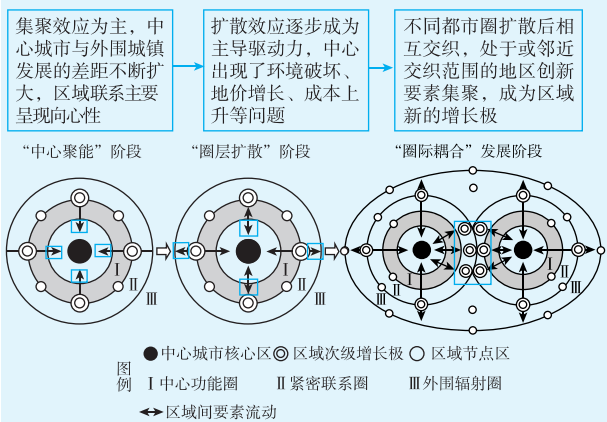 集聚效应为主，中
心城市与外围城镇
发展的差距不断扩
大，区域联系主要
呈现向心性
扩散效应逐步成为
主导驱动力，中心
出现了环境破坏、
地价增长、成本上
升等问题
不同都市圈扩散后相
互交织，处于或邻近
交织范围的地区创新
要素集聚，成为区域
新的增长极
“中心聚能”阶段
“圈层扩散”阶段
“圈际耦合”发展阶段
Ⅰ
Ⅱ
Ⅲ
Ⅰ
Ⅱ
Ⅲ
Ⅰ
Ⅱ
Ⅲ
Ⅰ
Ⅱ
Ⅲ
图例
中心城市核心区 区域次级增长极 区域节点区
Ⅰ中心功能圈 Ⅱ紧密联系圈 Ⅲ外围辐射圈
区域间要素流动